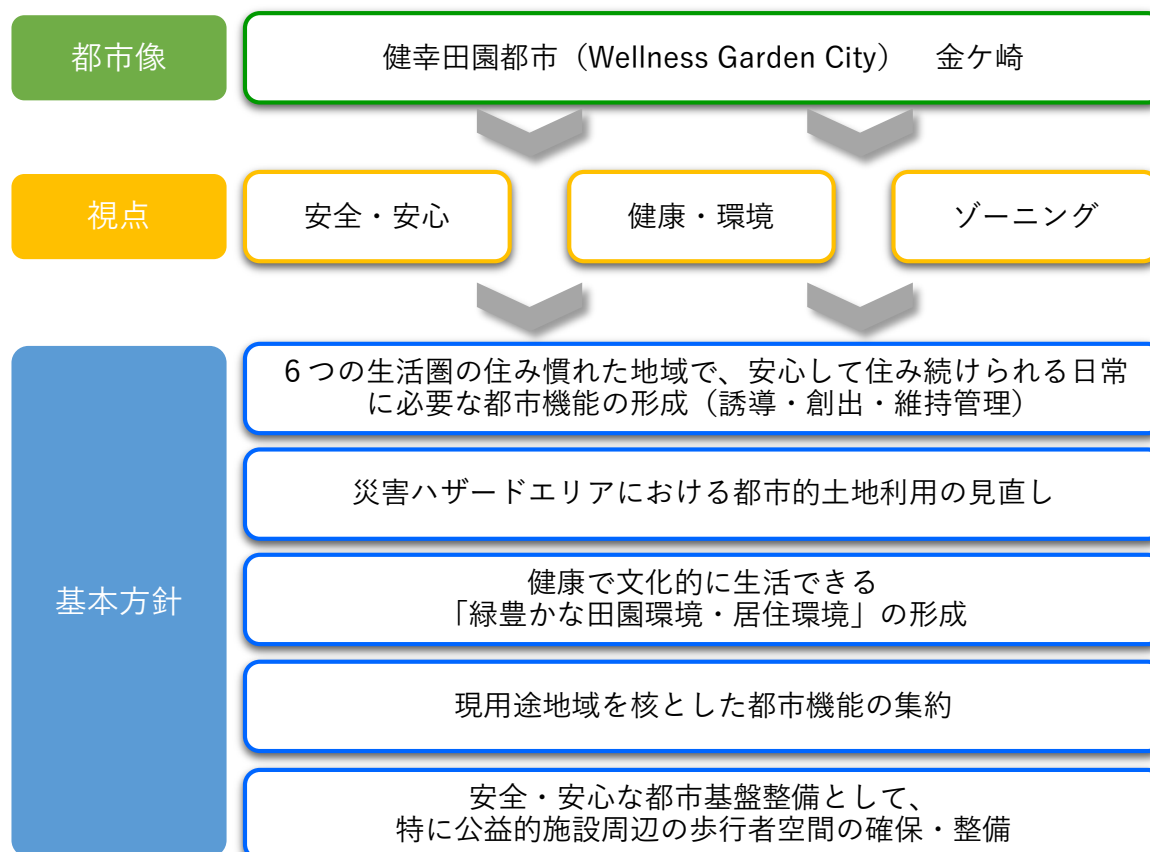 都市像
健幸田園都市（Wellness Garden City）　金ケ崎
視点
安全・安心
健康・環境
ゾーニング
基本方針
６つの生活圏の住み慣れた地域で、安心して住み続けられる日常
に必要な都市機能の形成（誘導・創出・維持管理）
災害ハザードエリアにおける都市的土地利用の見直し
健康で文化的に生活できる
「緑豊かな田園環境・居住環境」の形成
現用途地域を核とした都市機能の集約
安全・安心な都市基盤整備として、
特に公益的施設周辺の歩行者空間の確保・整備